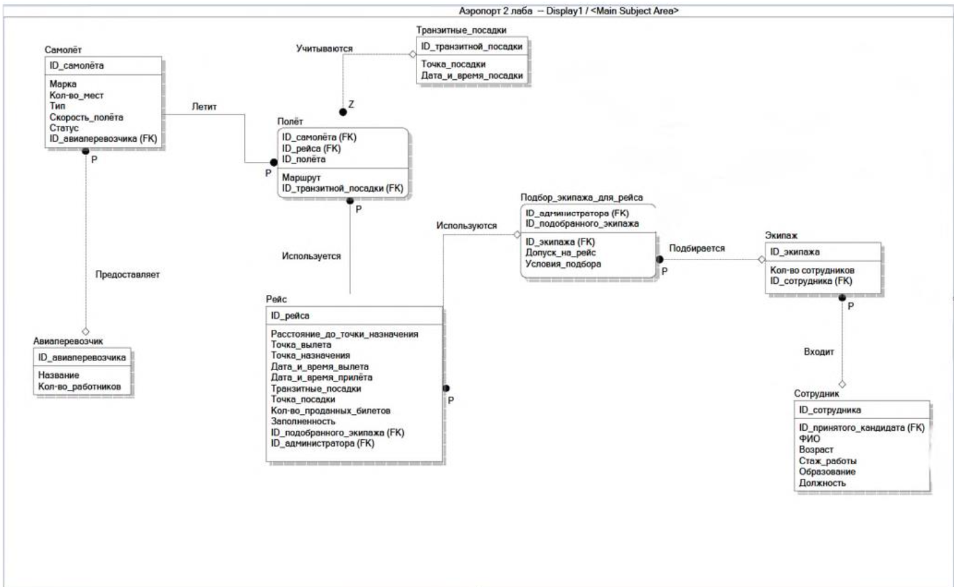 Аэропорт 2 лаба -- Display1 / <Main Subject Area>
Транзитные_посадки
ID_транзитной_посадки
Точка_посадки
Дата_и_время_посадки
Учитываются
Z
Самолёт
ID_самолёта
Марка
Кол-во_мест
Тип
Скорость_полёта
Статус
ID_авиаперевозчика (FK)
P
Летит
P
Полёт
ID_самолёта (FK)
ID_рейса (FK)
ID_полёта
Маршрут
ID_транзитной_посадки (FK)
P
Подбор_экипажа_для_рейса
ID_администратора (FK)
ID_подобранного_экипажа
ID_экипажа (FK)
Допуск_на_рейс
Условия_подбора
Используются
P
Подбирается
P
Экипаж
ID_экипажа
Кол-во сотрудников
ID_сотрудника (FK)
P
Предоставляет
Используется
Рейс
ID_рейса
Расстояние_до_точки_назначения
Точка_вылета
Точка_назначения
Дата_и_время_вылета
Дата_и_время_прилёта
Транзитные_посадки
Точка_посадки
Кол-во_проданных_билетов
Заполненность
ID_подобранного_экипажа (FK)
ID_администратора (FK)
Авиаперевозчик
ID_авиаперевозчика
Название
Кол-во_работников
Входит
Сотрудник
ID_сотрудника
ID_принятого_кандидата (FK)
ФИО
Возраст
Стаж_работы
Образование
Должность